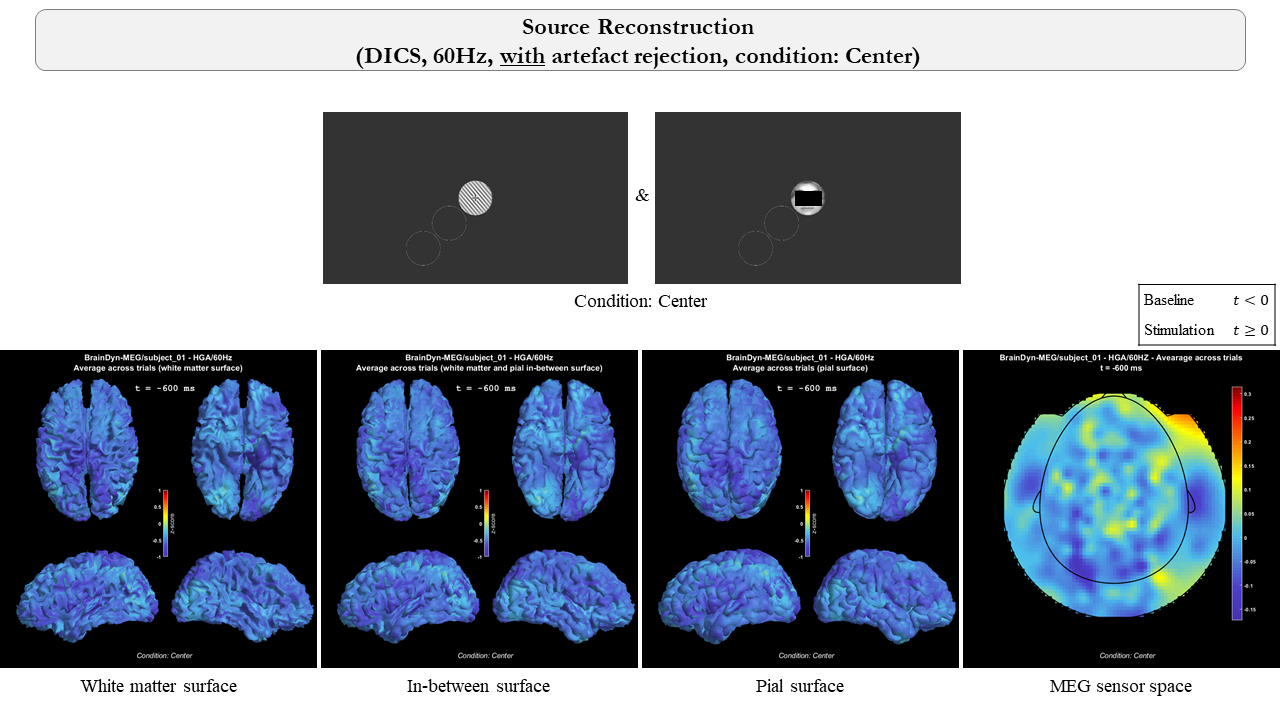 Source Reconstruction
(DICS, 60Hz, with artefact rejection, condition: Center)
&
Condition: Center
Baseline t < 0
Stimulation t ≥ 0
BrainDyn-MEG/subject_01 - HGA/60Hz
Average across trials (white matter surface)
t = -600 ms
1
0.5
0
-0.5
-1
z-score
Condition: Center
BrainDyn-MEG/subject_01 - HGA/60Hz
Average across trials (white matter and pial in-between surface)
t = -600 ms
1
0.5
0
-0.5
-1
z-score
Condition: Center
BrainDyn-MEG/subject_01 - HGA/60Hz
Average across trials (pial surface)
t = -600 ms
1
0.5
0
-0.5
-1
z-score
Condition: Center
BrainDyn-MEG/subject_01 - HGA/60HZ - Avearage across trials
t = -600 ms
0.3
0.25
0.2
0.15
0.1
0.05
0
-0.05
-0.1
-0.15
Condition: Center
White matter surface
In-between surface
Pial surface
MEG sensor space